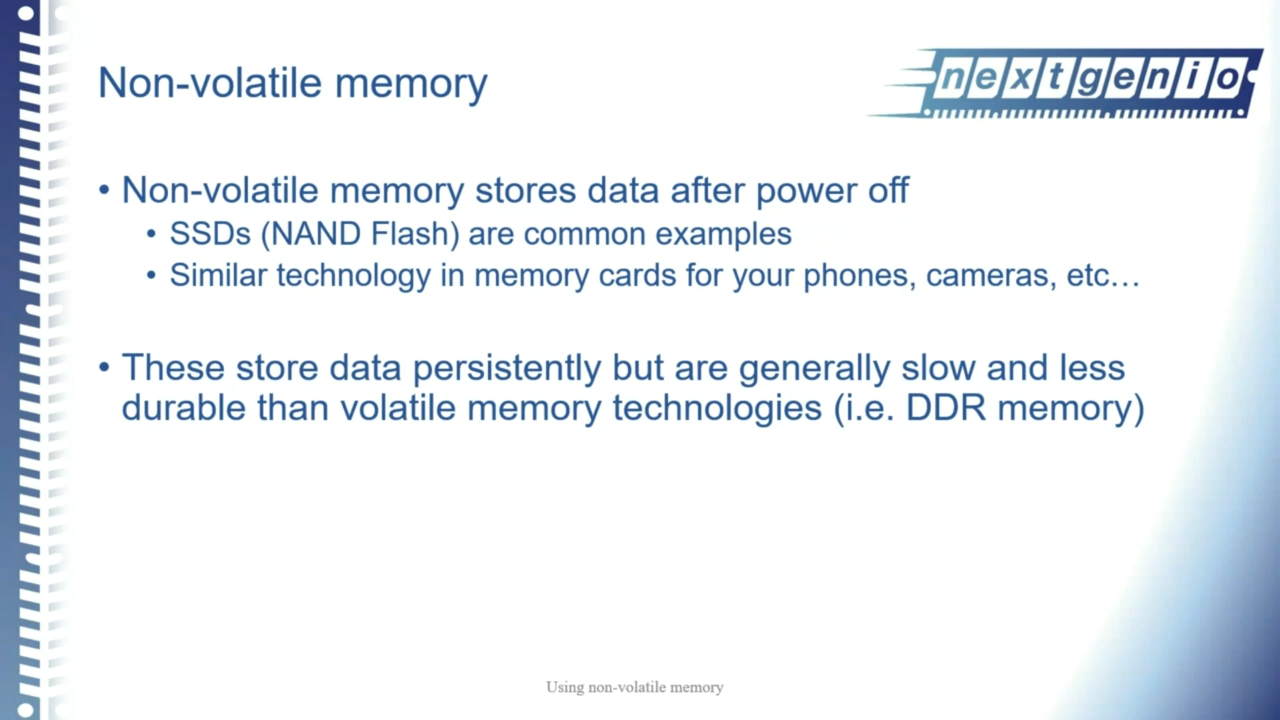 Non-volatile memory
nextgenio
• Non-volatile memory stores data after power off
• SSDs (NAND Flash) are common examples
• Similar technology in memory cards for your phones, cameras, etc…
• These store data persistently but are generally slow and less
durable than volatile memory technologies (i.e. DDR memory)
Using non-volatile memory